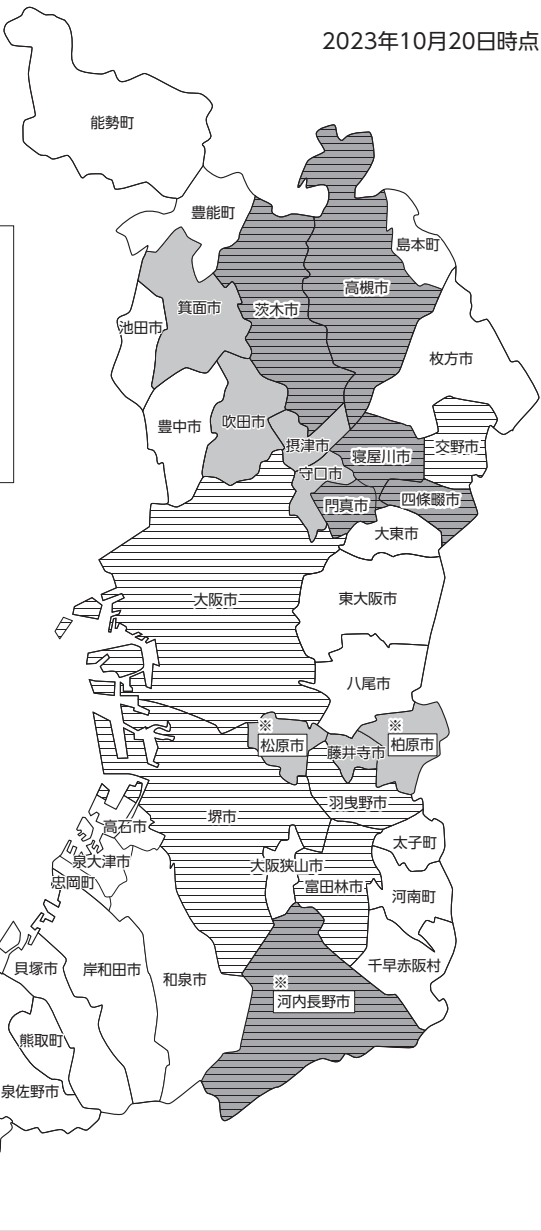 2023年10月20日時点
能勢町
豊能町
島本町
高槻市
箕面市
茨木市
池田市
枚方市
吹田市
豊中市
摂津市
交野市
寝屋川市
守口市
四條畷市
門真市
大東市
大阪市
東大阪市
八尾市
※
松原市
※
柏原市
藤井寺市
羽曳野市
堺市
高石市
太子町
泉大津市
大阪狭山市
忠岡町
富田林市
河南町
千早赤阪村
貝塚市
岸和田市
和泉市
※
河内長野市
熊取町
泉佐野市